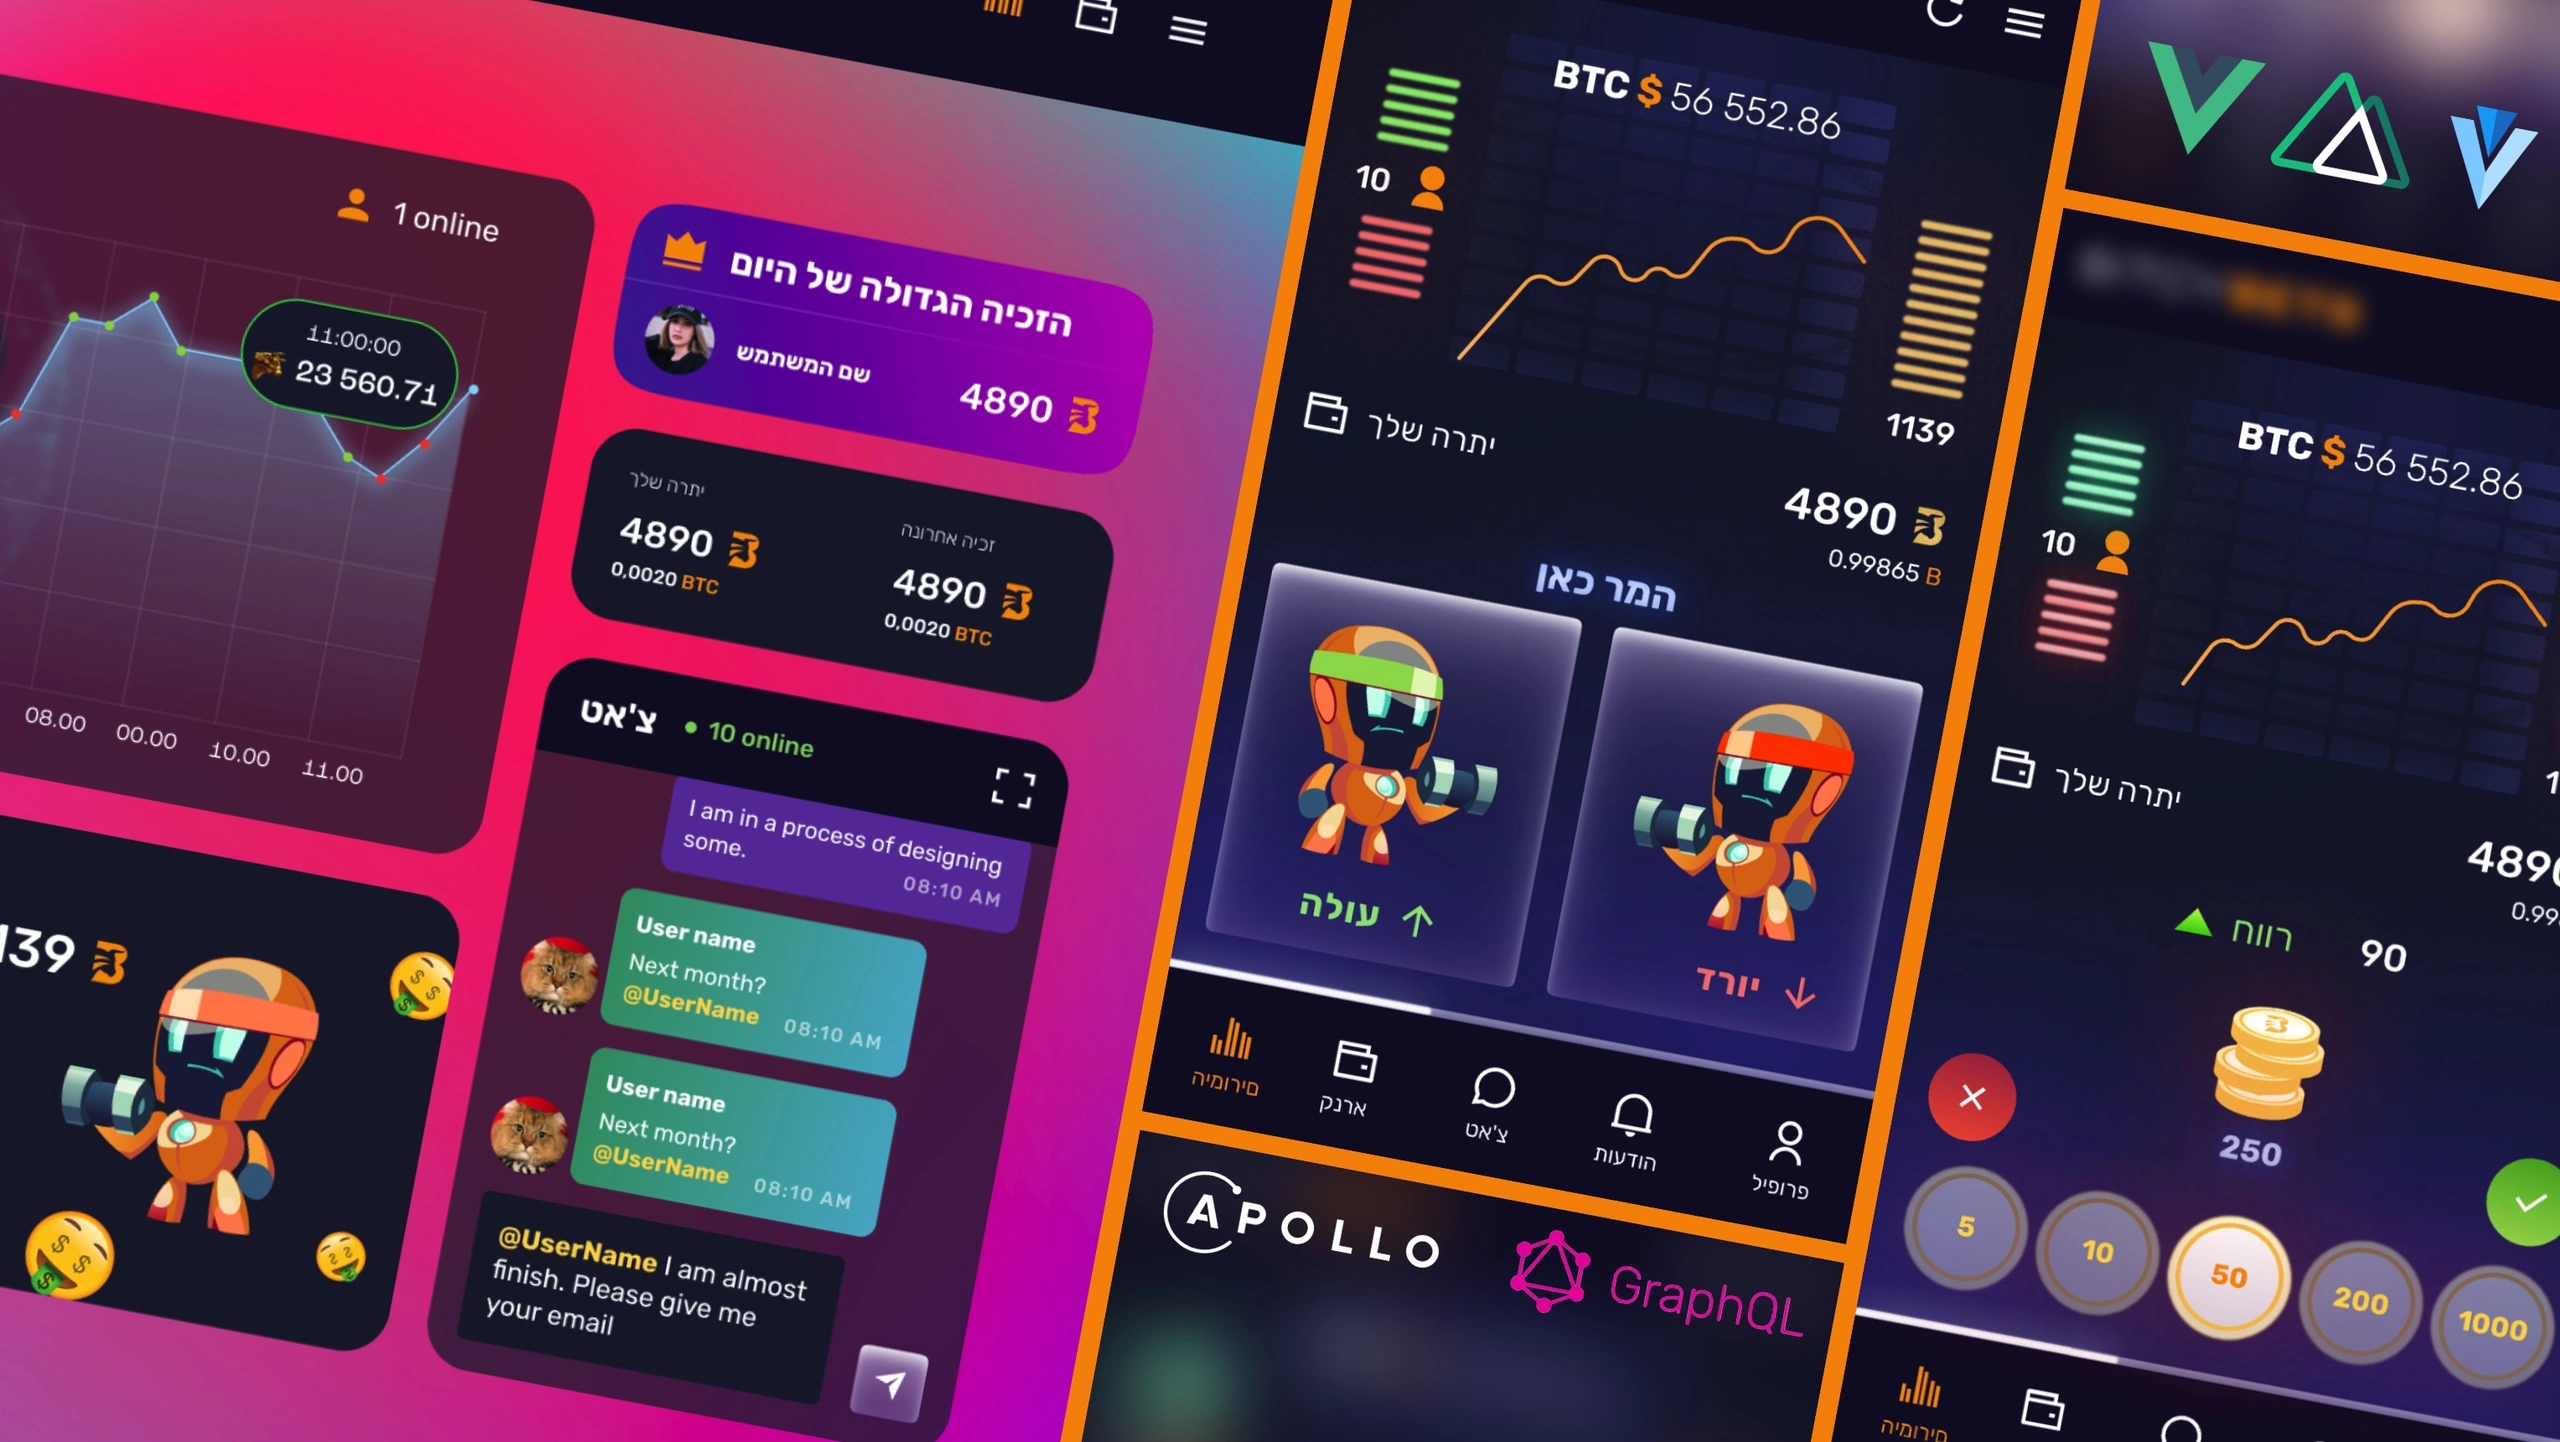 1 online
11:00:00
23 560.71
08.00 00.00 10.00 11.00
139
הזכיה הגדולה של היום
שם המשתמש
4890
יתרה שלך
4890
0,0020 BTC
זכיה אחרונה
4890
0,0020 BTC
צ'אט
10 online
I am in a process of designing
some.
08:10 AM
User name
Next month?
@UserName
08:10 AM
User name
Next month?
@UserName
08:10 AM
@UserName I am almost
finish. Please give me
your email
BTC $ 56 552.86
10
1139
יתרה שלך
4890
0.99865 B
המר כאן
עולה
יורד
םירומיה
ארנק
צ'אט
הודעות
פרופיל
APOLLO
GraphQL
BTC $ 56 552.86
10
יתרה שלך
489
0.99
רווח
90
250
5
10
50
200
1000
םירומיה